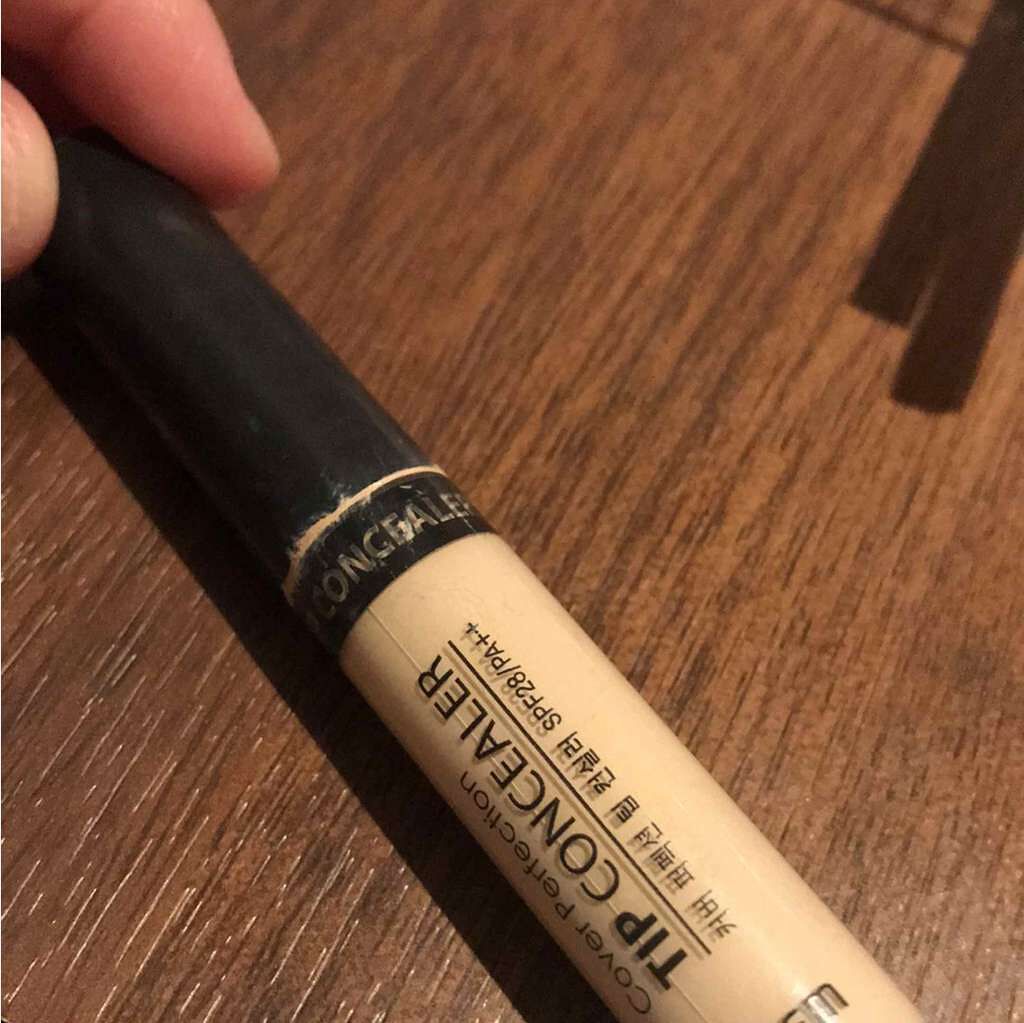 CONCEALER
Cover Perfection
TIP CONCEALER
커버 퍼펙션 팁 컨실러 SPF28/PA++